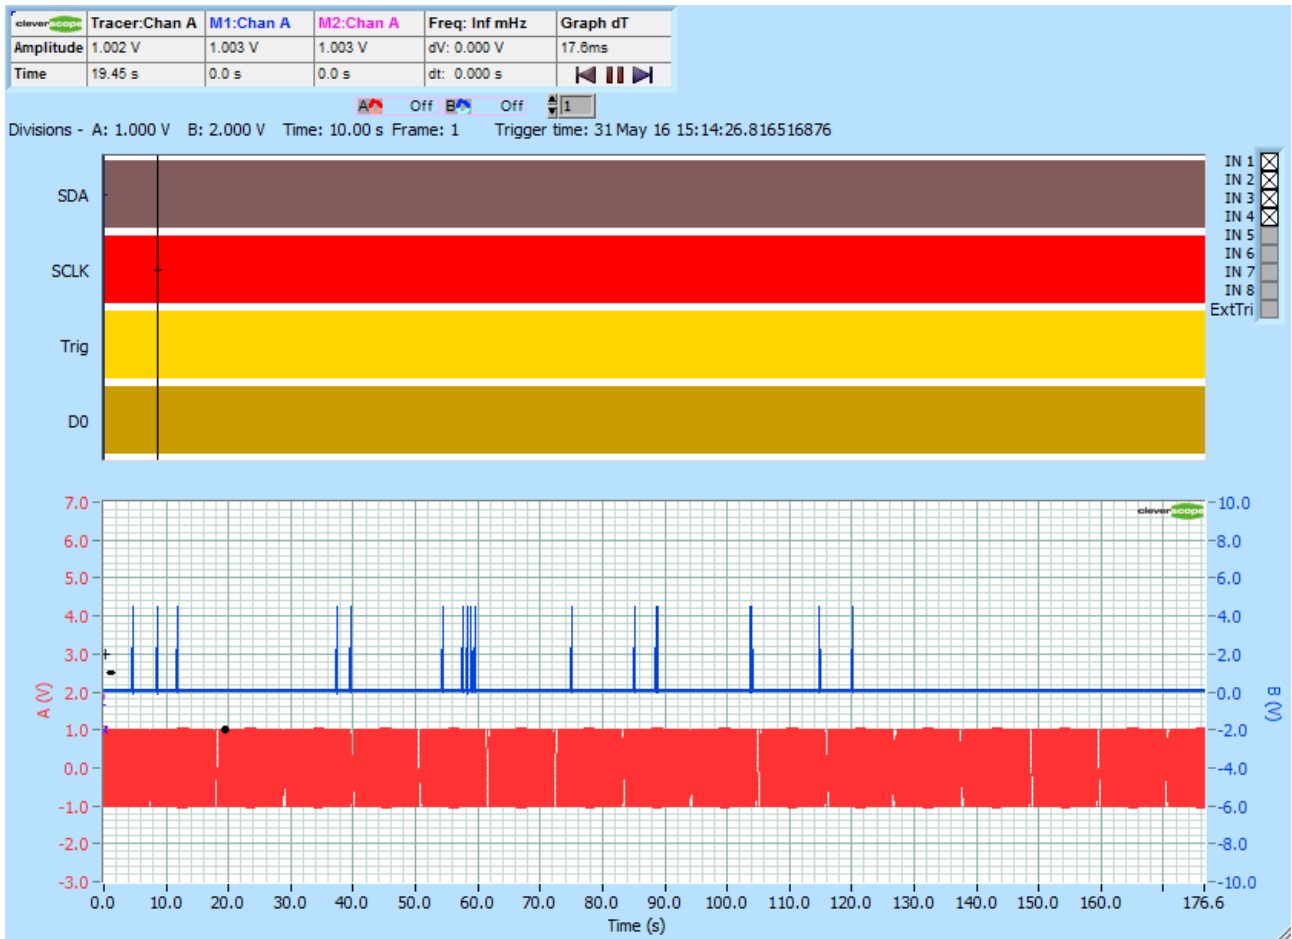 cleverscope Tracer:Chan A M1:Chan A M2:Chan A Freq: Inf mHz Graph dT
Amplitude 1.002 V 1.003 V 1.003 V dV: 0.000 V 17.6ms
Time 19.45 s 0.0 s 0.0 s dt: 0.000 s
A Off B Off 1
Divisions - A: 1.000 V B: 2.000 V Time: 10.00 s Frame: 1 Trigger time: 31 May 16 15:14:26.816516876
SDA
SCLK
Trig
D0
IN 1
IN 2
IN 3
IN 4
IN 5
IN 6
IN 7
IN 8
ExtTri
cleverscope
7.0
6.0
5.0
4.0
3.0
2.0
1.0
0.0
-1.0
-2.0
-3.0
A (V)
10.0
8.0
6.0
4.0
2.0
0.0
-2.0
-4.0
-6.0
-8.0
-10.0
B (V)
0.0 10.0 20.0 30.0 40.0 50.0 60.0 70.0 80.0 90.0 100.0 110.0 120.0 130.0 140.0 150.0 160.0 176.6
Time (s)